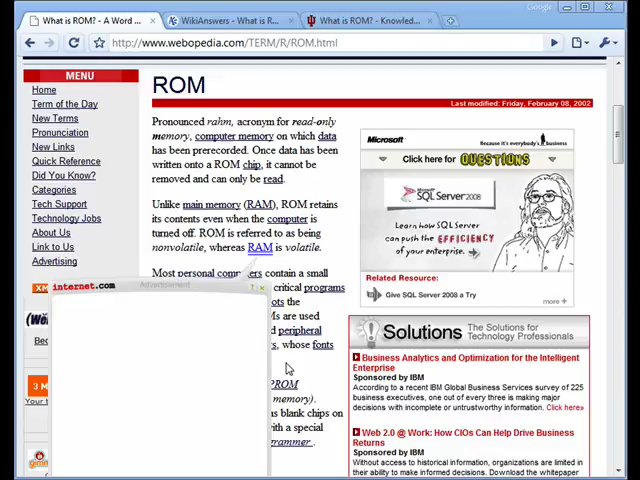 Google
What is ROM? - A Word ...
WikiAnswers - What is R...
What is ROM? - Knowled...
http://www.webopedia.com/TERM/R/ROM.html
MENU
Home
Term of the Day
New Terms
Pronunciation
New Links
Quick Reference
Did You Know?
Categories
Tech Support
Technology Jobs
About Us
Link to Us
Advertising
ROM
Last modified: Friday, February 08, 2002
Pronounced rahm, acronym for read-only
memory, computer memory on which data
has been prerecorded. Once data has been
written onto a ROM chip, it cannot be
removed and can only be read.
Unlike main memory (RAM), ROM retains
its contents even when the computer is
turned off. ROM is referred to as being
nonvolatile, whereas RAM is volatile.
Most personal computers contain a small
critical programs
the
are used
peripheral
, whose fonts
PROM
memory).
as blank chips on
with a special
internet.com
Advertisement
Microsoft
Because it's everybody's business
Click here for QUESTIONS
Microsoft
SQL Server 2008
Learn how SQL Server
can push the EFFICIENCY
of your enterprise.
Related Resource:
Give SQL Server 2008 a Try
more +
Solutions
The Solutions for
Technology Professionals
Business Analytics and Optimization for the Intelligent
Enterprise
Sponsored by IBM
According to a recent IBM Global Business Services survey of 225
business executives, one out of every three is making major
decisions with incomplete or untrustworthy information. Click here»
Web 2.0 @ Work: How CIOs Can Help Drive Business
Returns
Sponsored by IBM
Without access to historical information, organizations are limited in
their ability to make informed decisions. Download the whitepaper